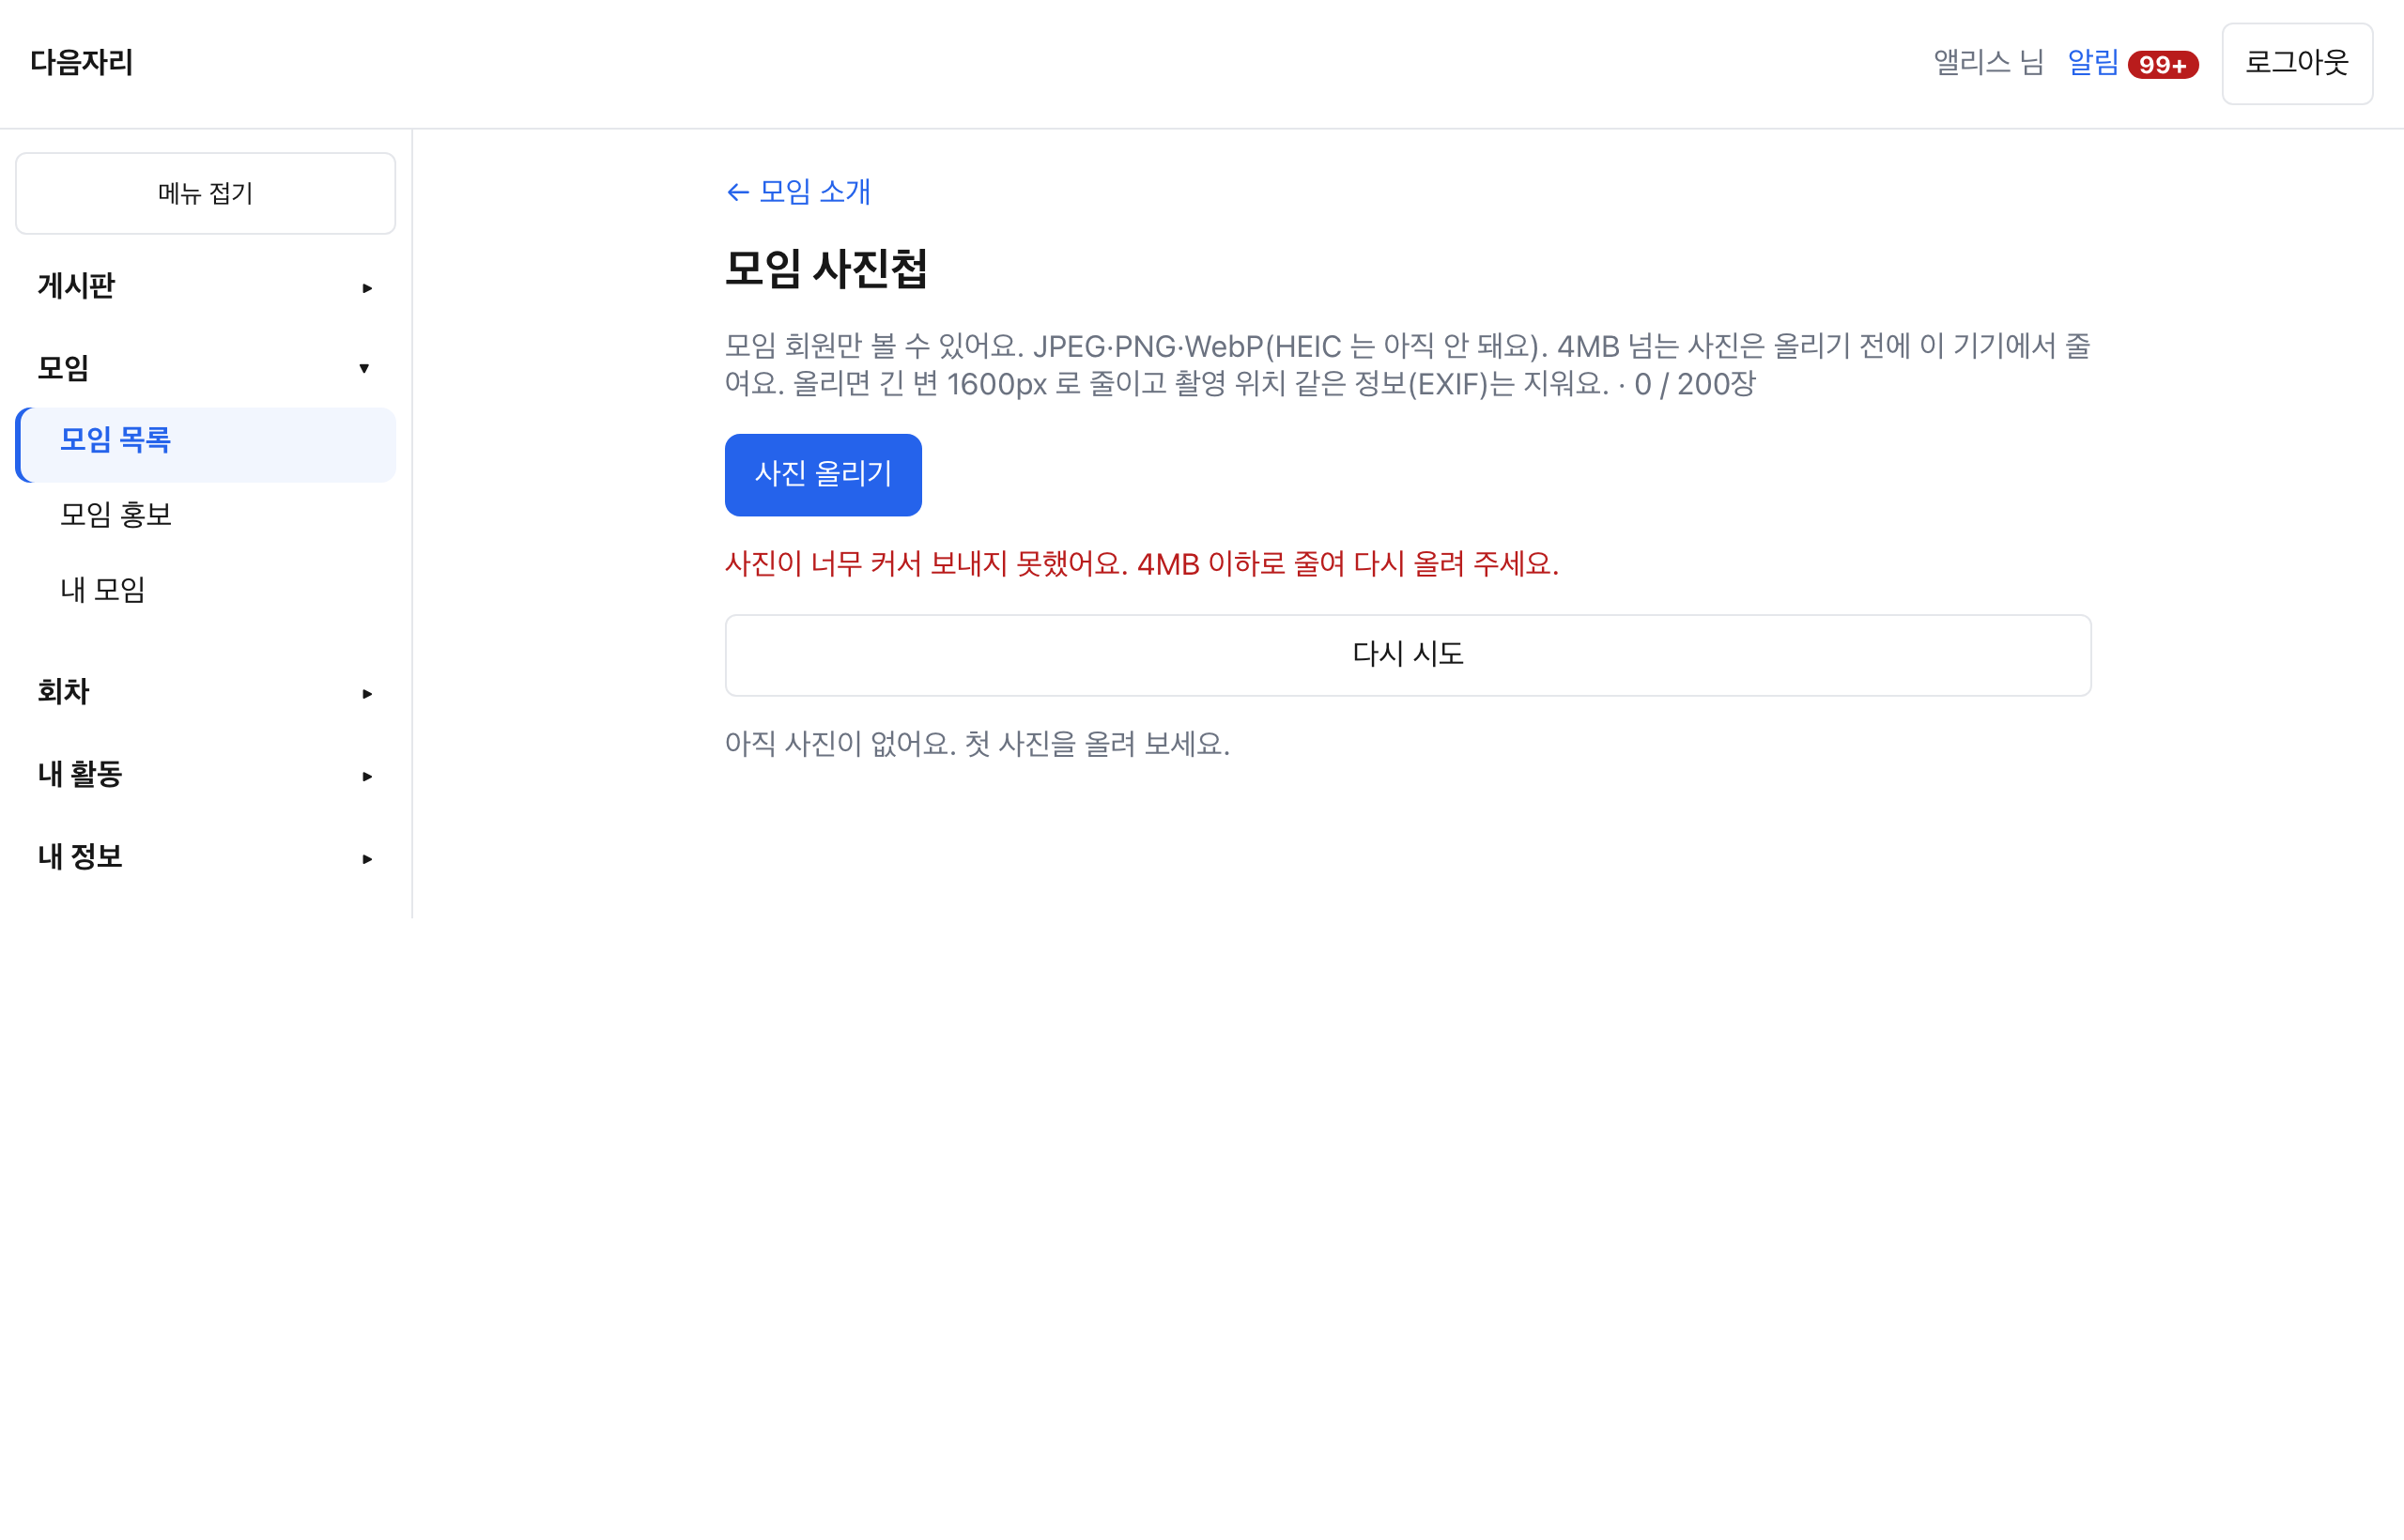 다음자리
앨리스 님 알림 99+ 로그아웃
메뉴 접기
게시판 ▸
모임 ▾
모임 목록
모임 홍보
내 모임
회차 ▸
내 활동 ▸
내 정보 ▸
← 모임 소개
모임 사진첩
모임 회원만 볼 수 있어요. JPEG·PNG·WebP(HEIC 는 아직 안 돼요). 4MB 넘는 사진은 올리기 전에 이 기기에서 줄
여요. 올리면 긴 변 1600px 로 줄이고 촬영 위치 같은 정보(EXIF)는 지워요. · 0 / 200장
사진 올리기
사진이 너무 커서 보내지 못했어요. 4MB 이하로 줄여 다시 올려 주세요.
다시 시도
아직 사진이 없어요. 첫 사진을 올려 보세요.